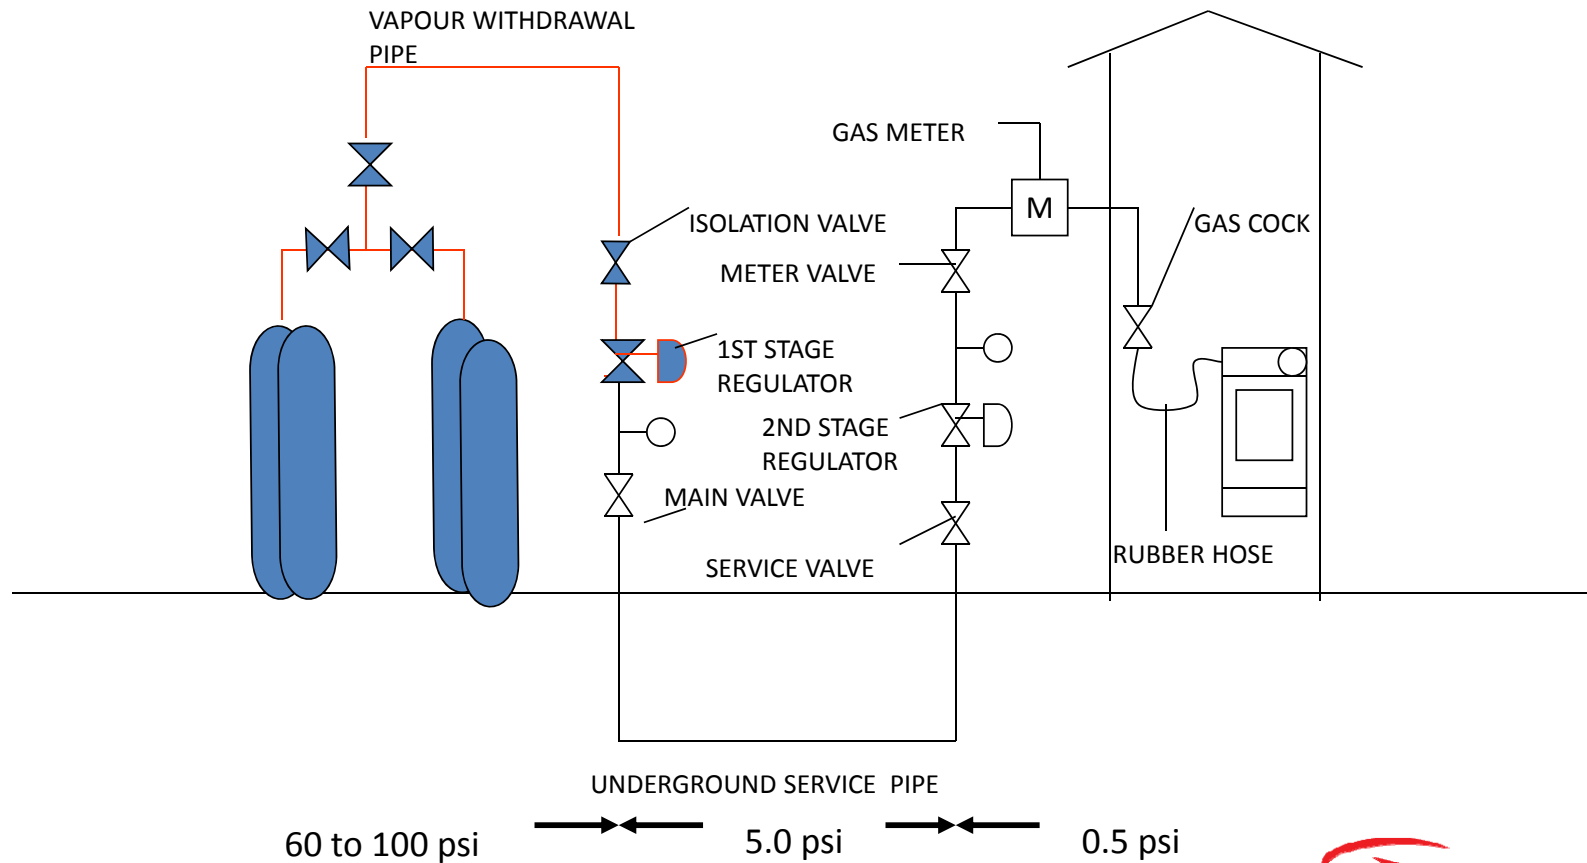 VAPOUR WITHDRAWAL
PIPE
GAS METER
M
ISOLATION VALVE
GAS COCK
METER VALVE
1ST STAGE
REGULATOR
2ND STAGE
REGULATOR
MAIN VALVE
SERVICE VALVE
RUBBER HOSE
UNDERGROUND SERVICE PIPE
60 to 100 psi
5.0 psi
0.5 psi